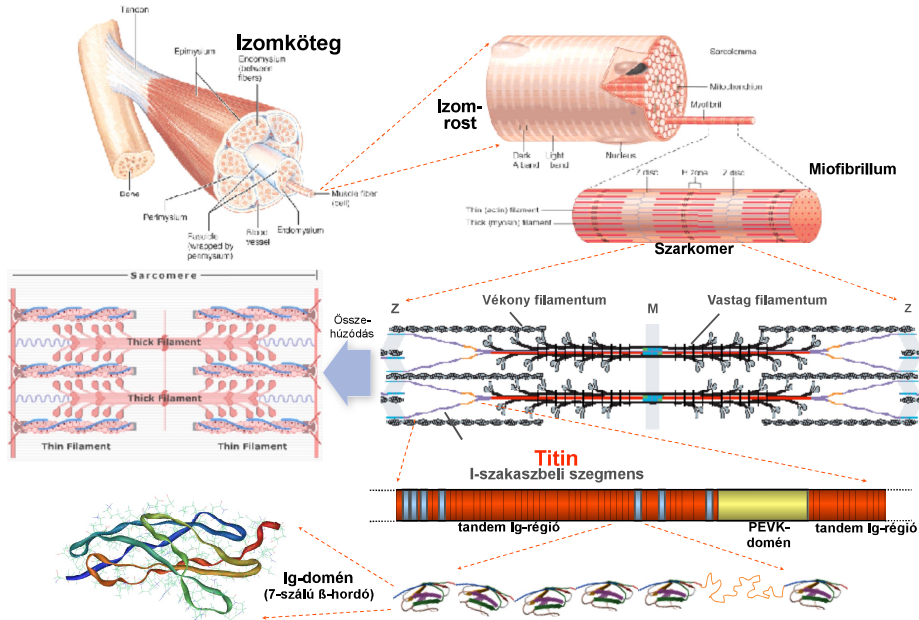 Tendon
Epimysium
Izomköteg
Endomysium
(between
fibers)
Bone
Perimysium
Fascicle
(wrapped by
perimysium)
Blood
vessel
Endomysium
Muscle fiber
(cell)
Izom-
rost
Sarcolemma
Mitochondrion
Myofibril
Dark
A band
Light
I band
Nucleus
Miofibrillum
Z disc
H zone
Z disc
Thin (actin) filament
Thick (myosin) filament
Szarkomer
Sarcomere
Thick Filament
Thick Filament
Thin Filament
Thin Filament
Össze-
húzódás
Z
Vékony filamentum
M
Vastag filamentum
Z
Titin
I-szakaszbeli szegmens
tandem Ig-régió
PEVK-
domén
tandem Ig-régió
Ig-domén
(7-szálú ß-hordó)